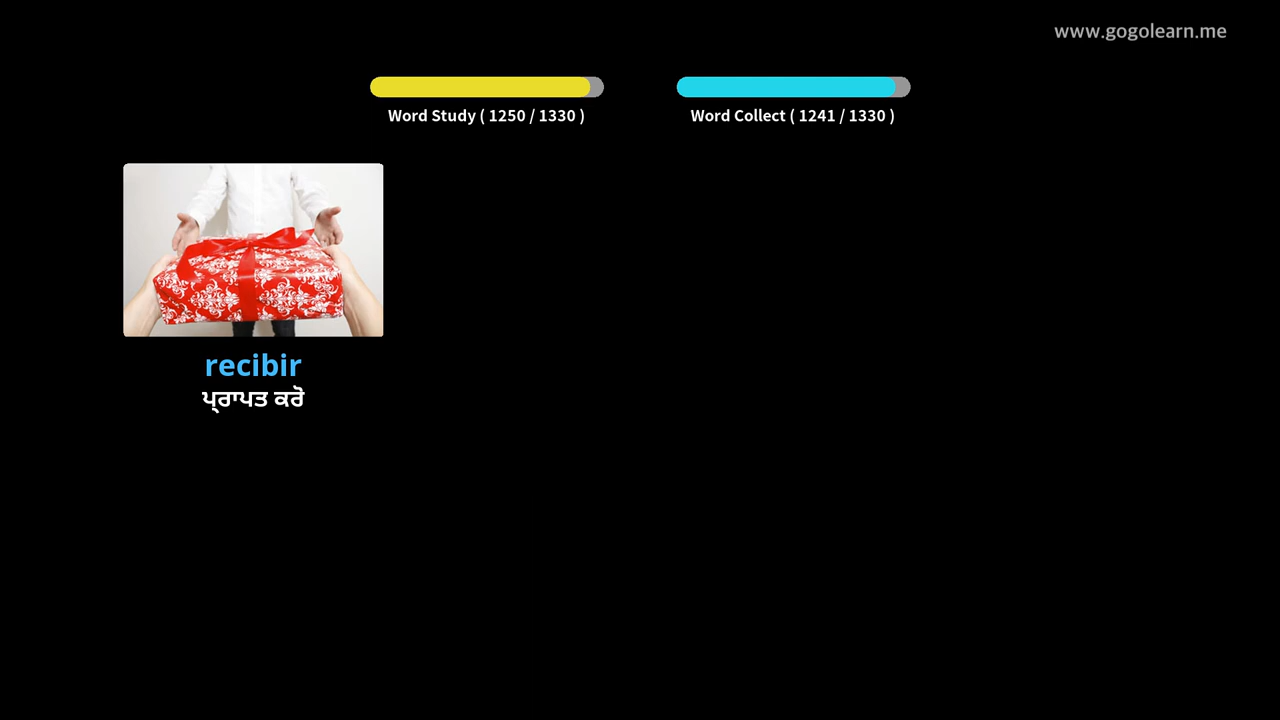 www.gogolearn.me
Word Study ( 1250 / 1330 )
Word Collect ( 1241 / 1330 )
recibir
ਪ੍ਰਾਪਤ ਕਰੋ